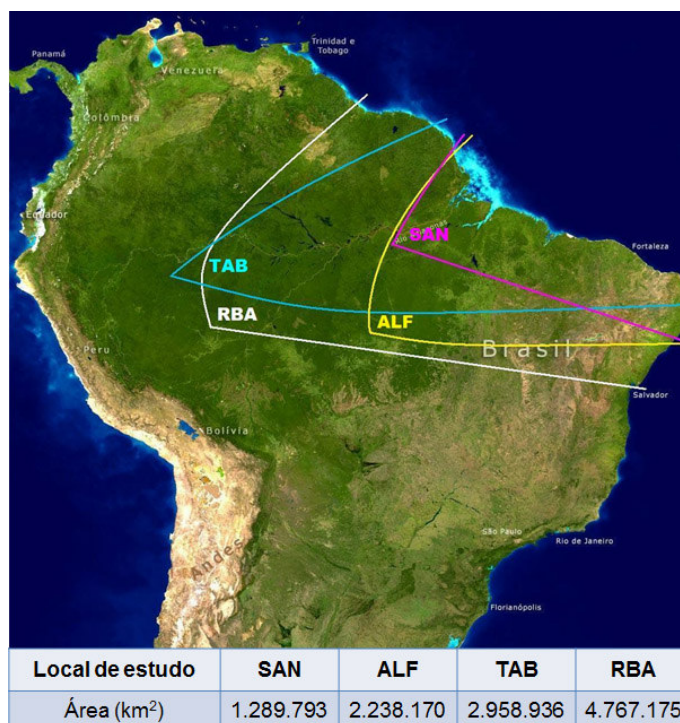 Panamá
Trinidad e
Tobago
Venezuera
Colômbia
Equador
SAN
Fortaleza
TAB
RBA
ALF
Brasil
Peru
Salvador
Bolívia
São Paulo
Rio de Janeiro
Andes
Florianópolis
Local de estudo SAN ALF TAB RBA
Área (km²) 1.289.793 2.238.170 2.958.936 4.767.175